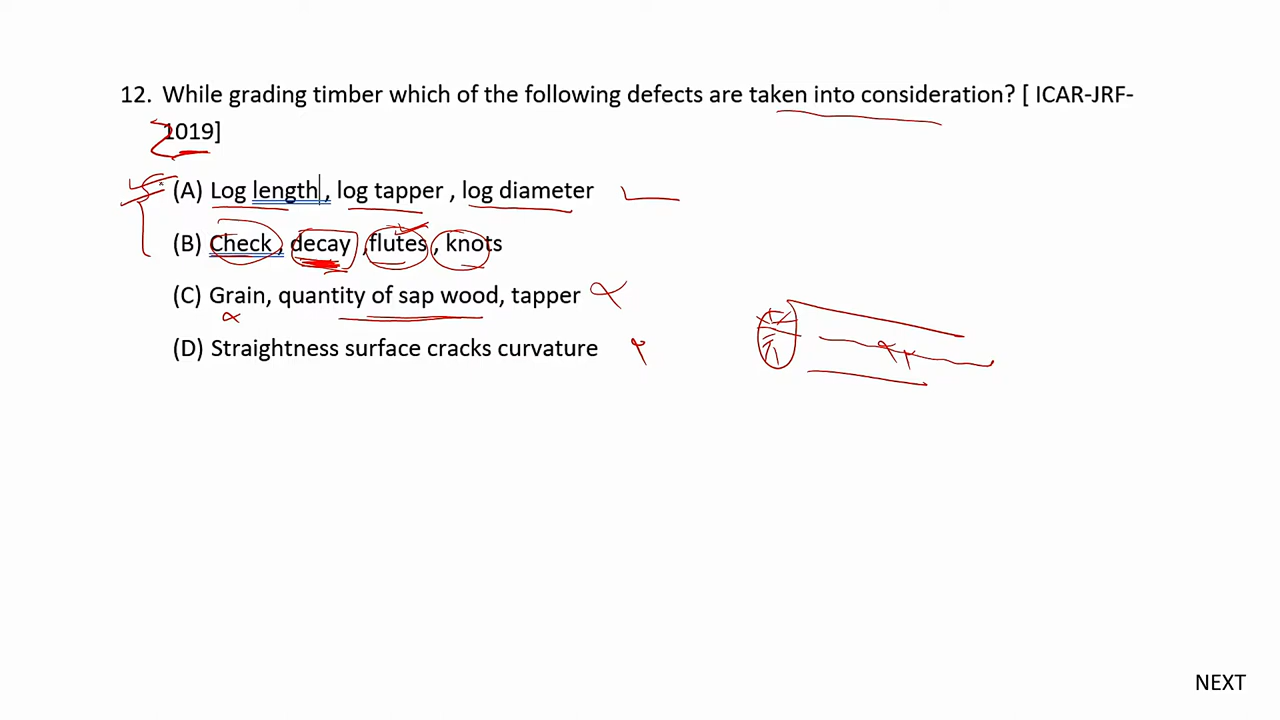 12. While grading timber which of the following defects are taken into consideration? [ ICAR-JRF-
2019]
(A) Log length , log tapper , log diameter
(B) Check , decay ,flutes , knots
(C) Grain, quantity of sap wood, tapper
(D) Straightness surface cracks curvature
NEXT